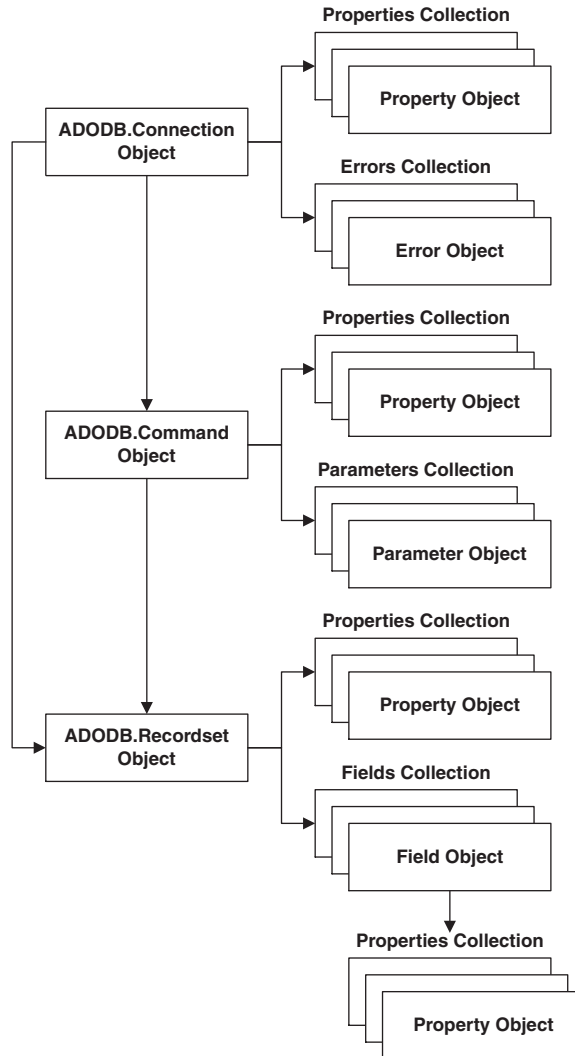 Properties Collection
Property Object
ADODB.Connection
Object
Errors Collection
Error Object
Properties Collection
Property Object
ADODB.Command
Object
Parameters Collection
Parameter Object
Properties Collection
Property Object
ADODB.Recordset
Object
Fields Collection
Field Object
Properties Collection
Property Object